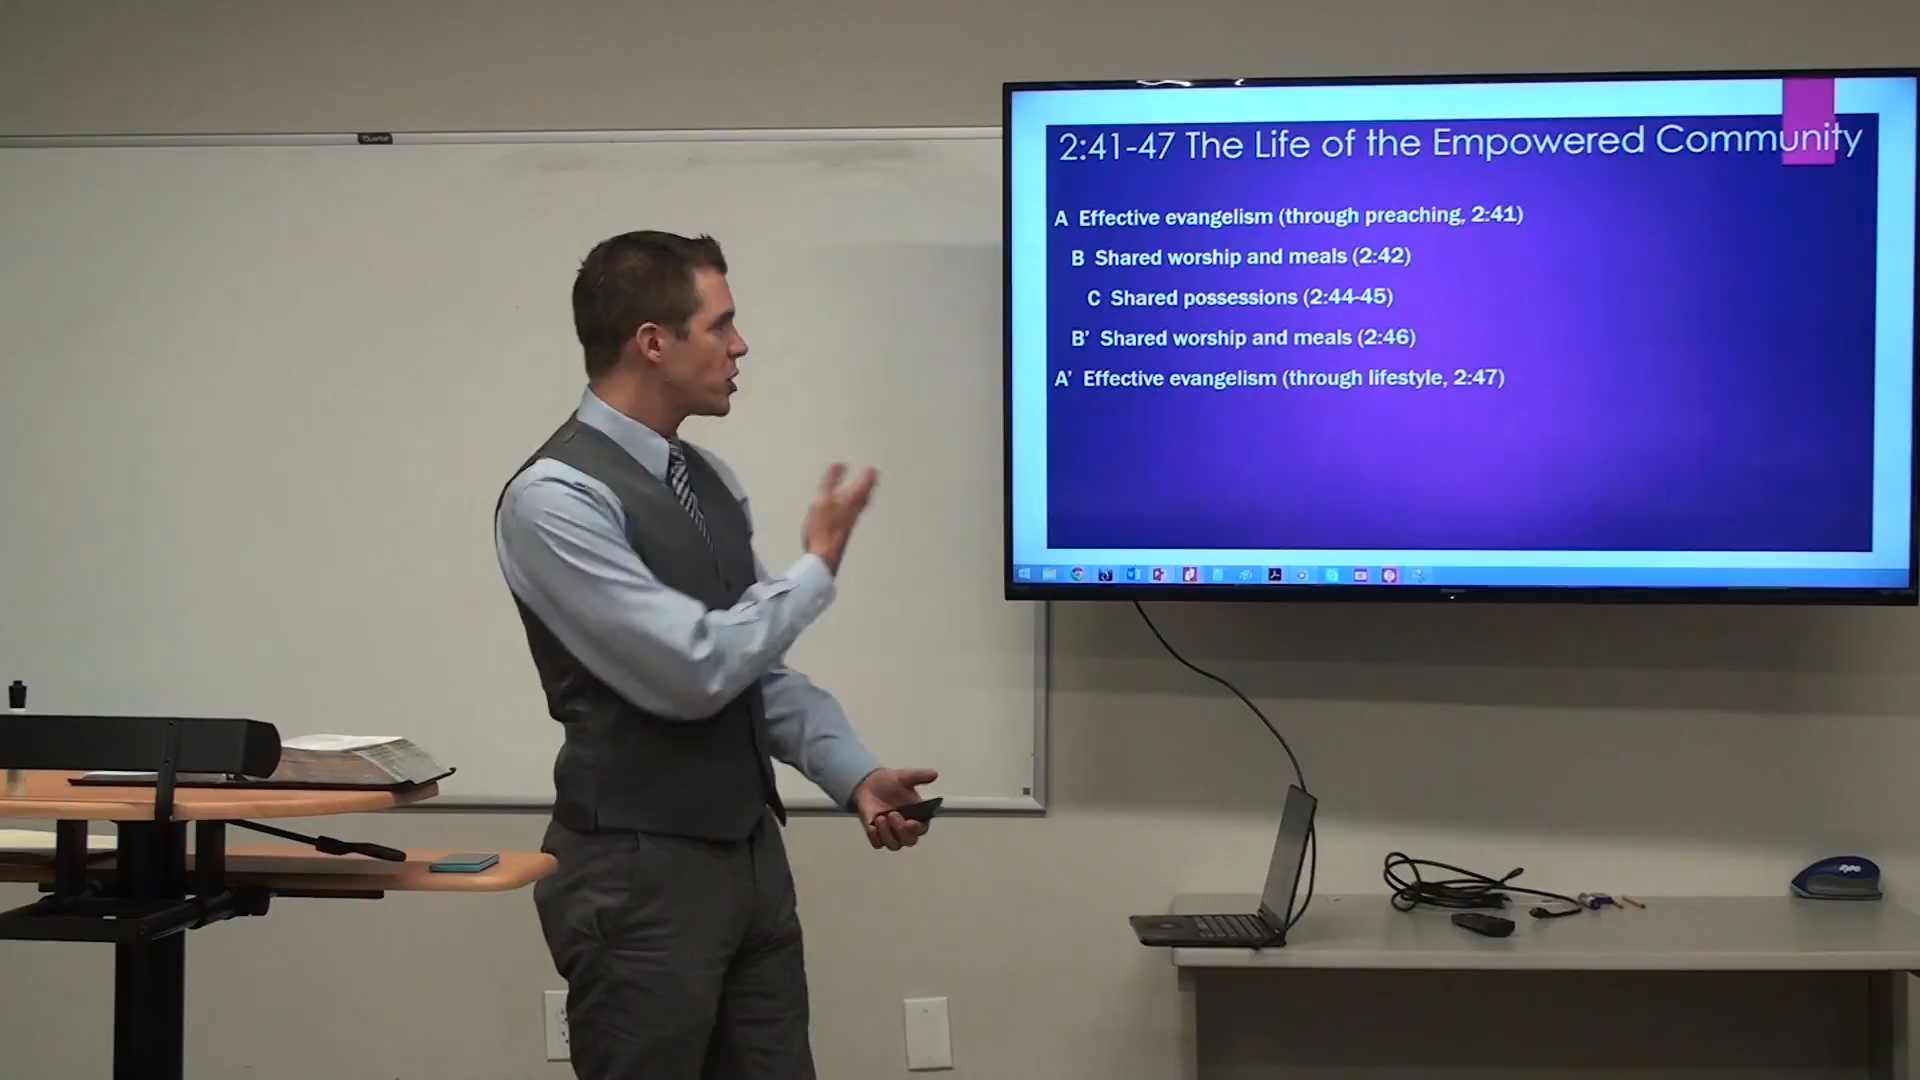 2:41-47 The Life of the Empowered Community
A Effective evangelism (through preaching, 2:41)
B Shared worship and meals (2:42)
C Shared possessions (2:44-45)
B’ Shared worship and meals (2:46)
A’ Effective evangelism (through lifestyle, 2:47)